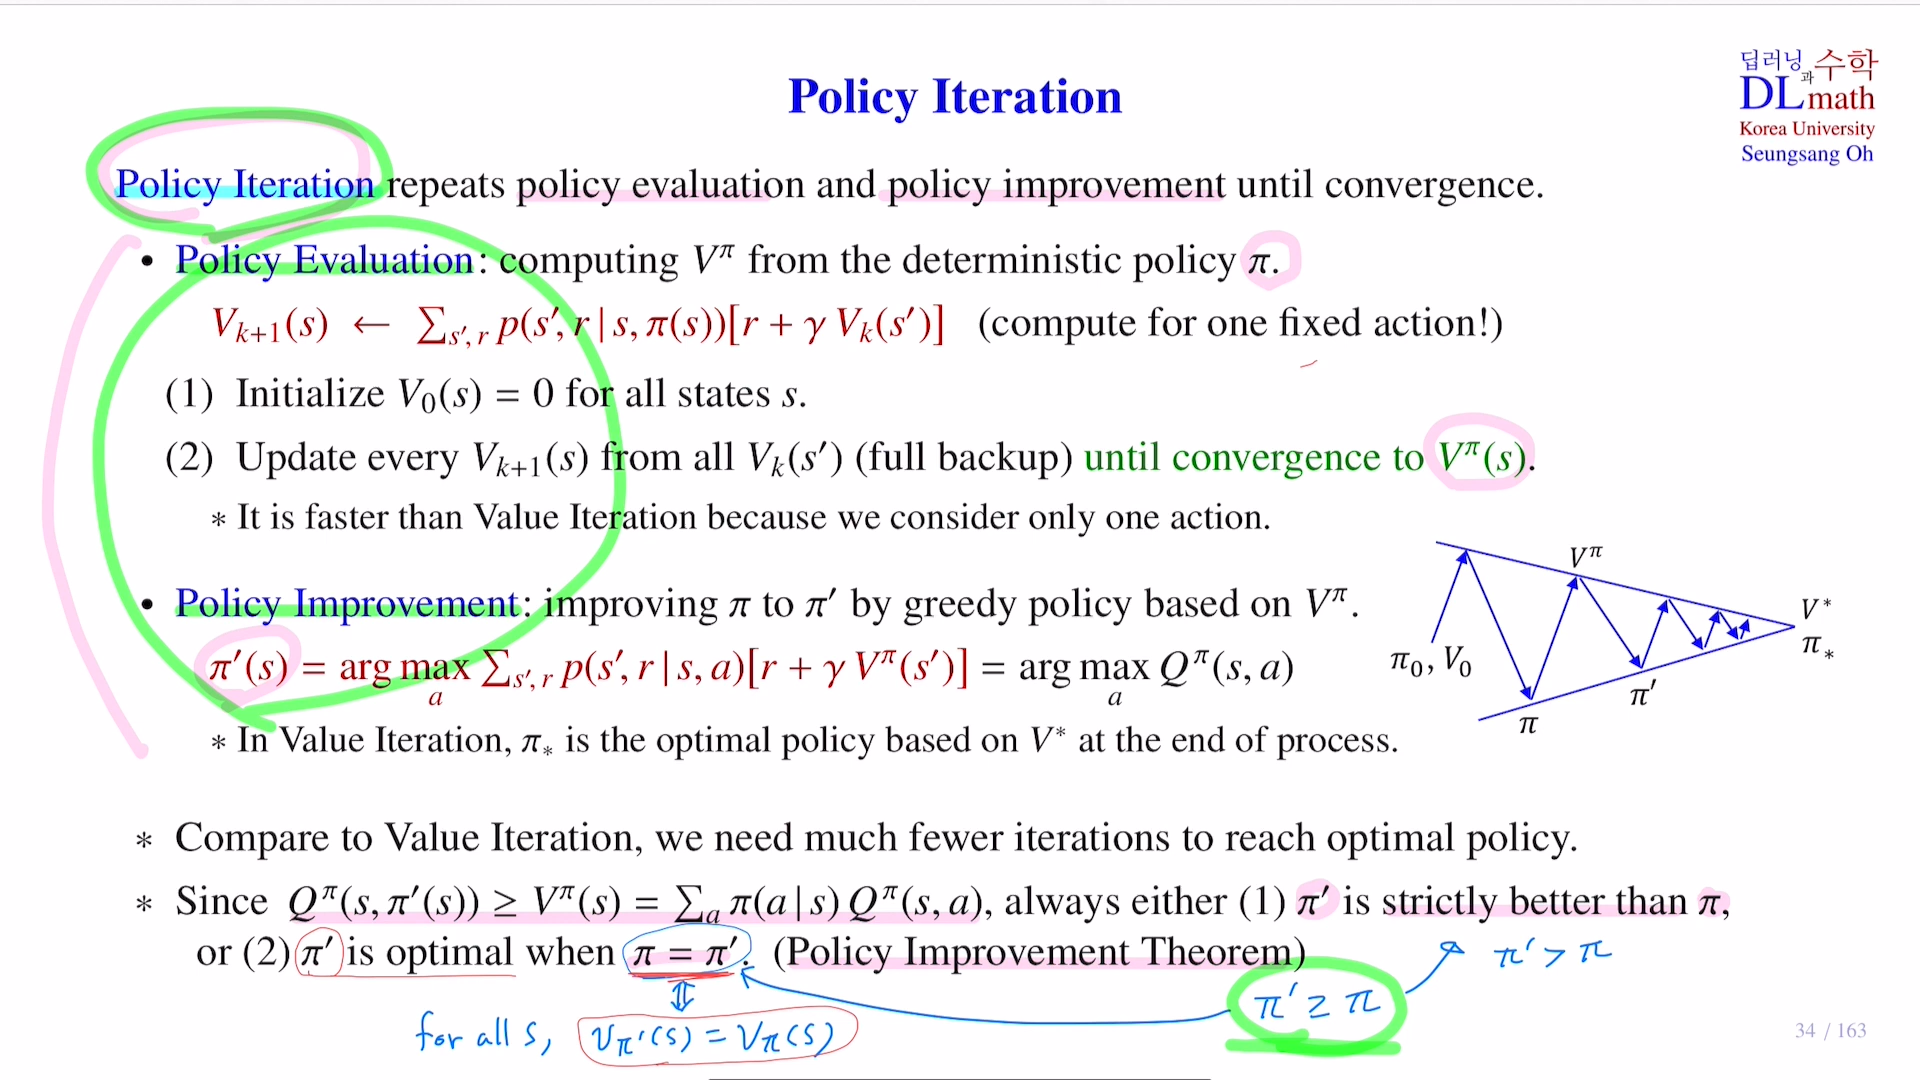 Policy Iteration
딥러닝과 수학
DL math
Korea University
Seungsang Oh
Policy Iteration repeats policy evaluation and policy improvement until convergence.
• Policy Evaluation: computing V^π from the deterministic policy π.
V_{k+1}(s) ← ∑_{s′, r} p(s′, r | s, π(s))[r + γ V_k(s′)] (compute for one fixed action!)
(1) Initialize V_0(s) = 0 for all states s.
(2) Update every V_{k+1}(s) from all V_k(s′) (full backup) until convergence to V^π(s).
* It is faster than Value Iteration because we consider only one action.
• Policy Improvement: improving π to π′ by greedy policy based on V^π.
π′(s) = arg max_a ∑_{s′, r} p(s′, r | s, a)[r + γ V^π(s′)] = arg max_a Q^π(s, a)
* In Value Iteration, π_* is the optimal policy based on V^* at the end of process.
V^π
V^*
π_*
π_0, V_0
π′
π
* Compare to Value Iteration, we need much fewer iterations to reach optimal policy.
* Since Q^π(s, π′(s)) ≥ V^π(s) = ∑_a π(a | s) Q^π(s, a), always either (1) π′ is strictly better than π,
or (2) π′ is optimal when π = π′. (Policy Improvement Theorem)
π′ > π
⇕
π′ ≥ π
for all s, v_{π′}(s) = v_π(s)
34 / 163